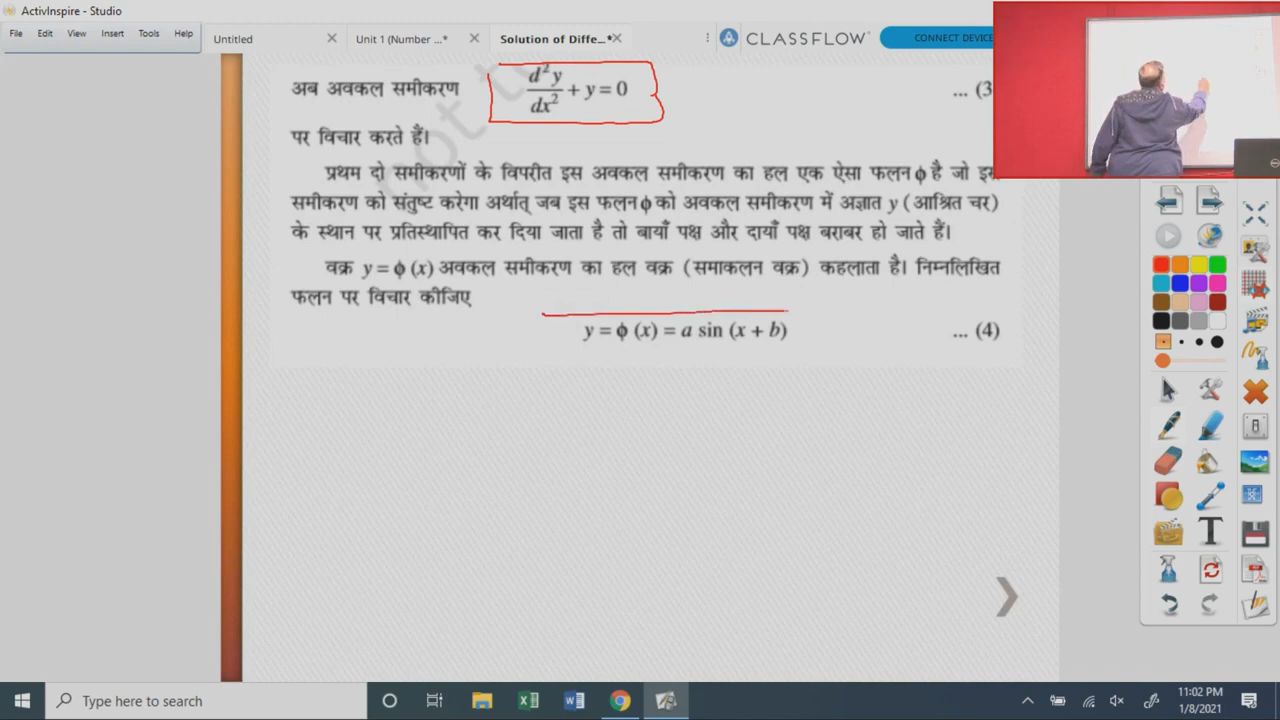 ActivInspire - Studio
File Edit View Insert Tools Help
Untitled
Unit 1 (Number ...*
Solution of Diffe...*
CLASSFLOW
CONNECT DEVICE
not t
अब अवकल समीकरण d²y/dx² + y = 0 ... (3
पर विचार करते हैं।
प्रथम दो समीकरणों के विपरीत इस अवकल समीकरण का हल एक ऐसा फलन ϕ है जो इस
समीकरण को संतुष्ट करेगा अर्थात् जब इस फलन ϕ को अवकल समीकरण में अज्ञात y (आश्रित चर)
के स्थान पर प्रतिस्थापित कर दिया जाता है तो बायाँ पक्ष और दायाँ पक्ष बराबर हो जाते हैं।
वक्र y = ϕ (x) अवकल समीकरण का हल वक्र (समाकलन वक्र) कहलाता है। निम्नलिखित
फलन पर विचार कीजिए
y = ϕ (x) = a sin (x + b) ... (4)
Type here to search
11:02 PM
1/8/2021